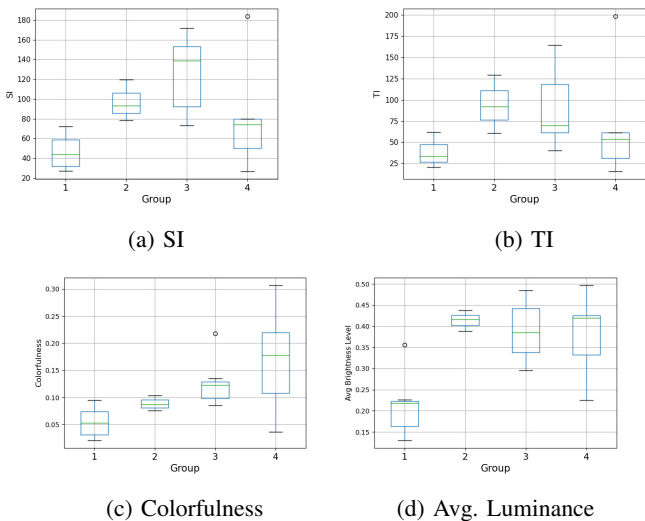 180
160
140
120
100
80
60
40
20
SI
1 2 3 4
Group
(a) SI
200
175
150
125
100
75
50
25
TI
1 2 3 4
Group
(b) TI
0.30
0.25
0.20
0.15
0.10
0.05
Colorfulness
1 2 3 4
Group
(c) Colorfulness
0.50
0.45
0.40
0.35
0.30
0.25
0.20
0.15
Avg Brightness Level
1 2 3 4
Group
(d) Avg. Luminance